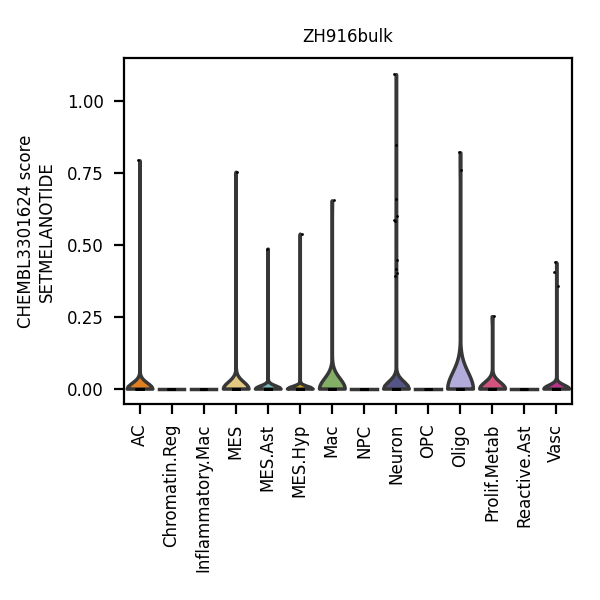 ZH916bulk
CHEMBL3301624 score
SETMELANOTIDE
1.00
0.75
0.50
0.25
0.00
AC
Chromatin.Reg
Inflammatory.Mac
MES
MES.Ast
MES.Hyp
Mac
NPC
Neuron
OPC
Oligo
Prolif.Metab
Reactive.Ast
Vasc